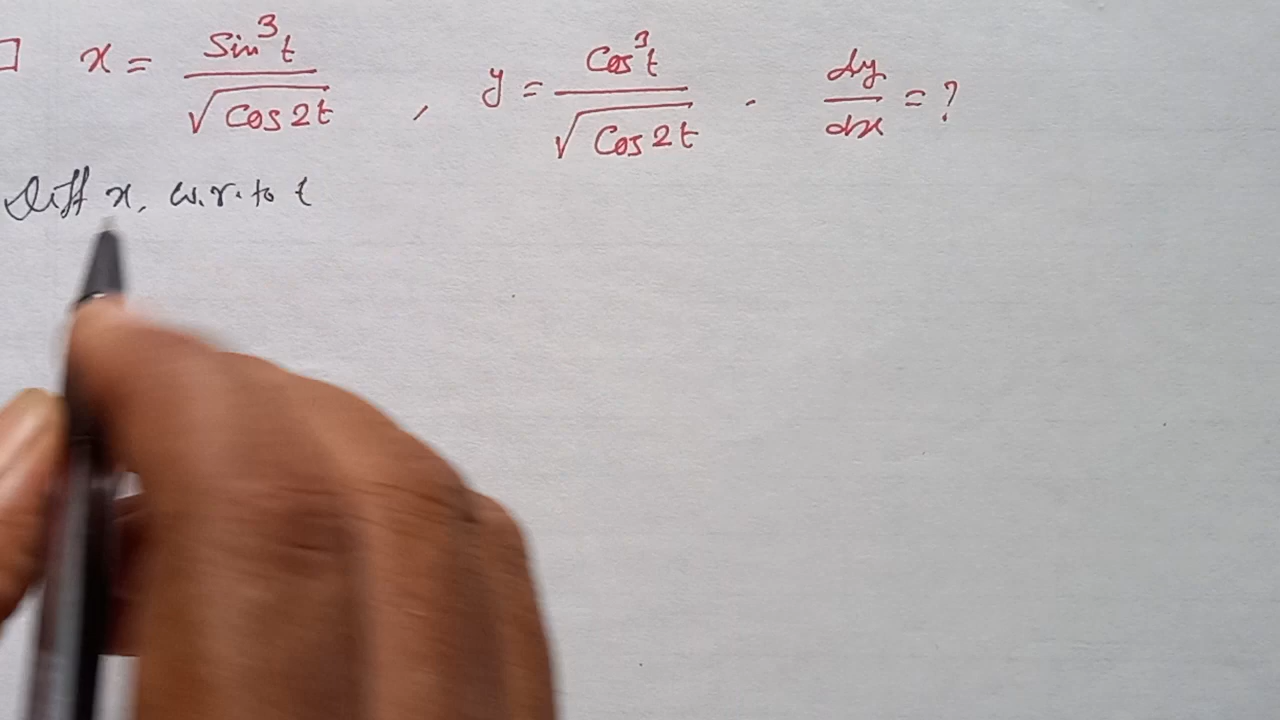 x = Sin³t / √Cos2t , y = Cos³t / √Cos2t . dy/dx = ?
Diff x, w.r.to t